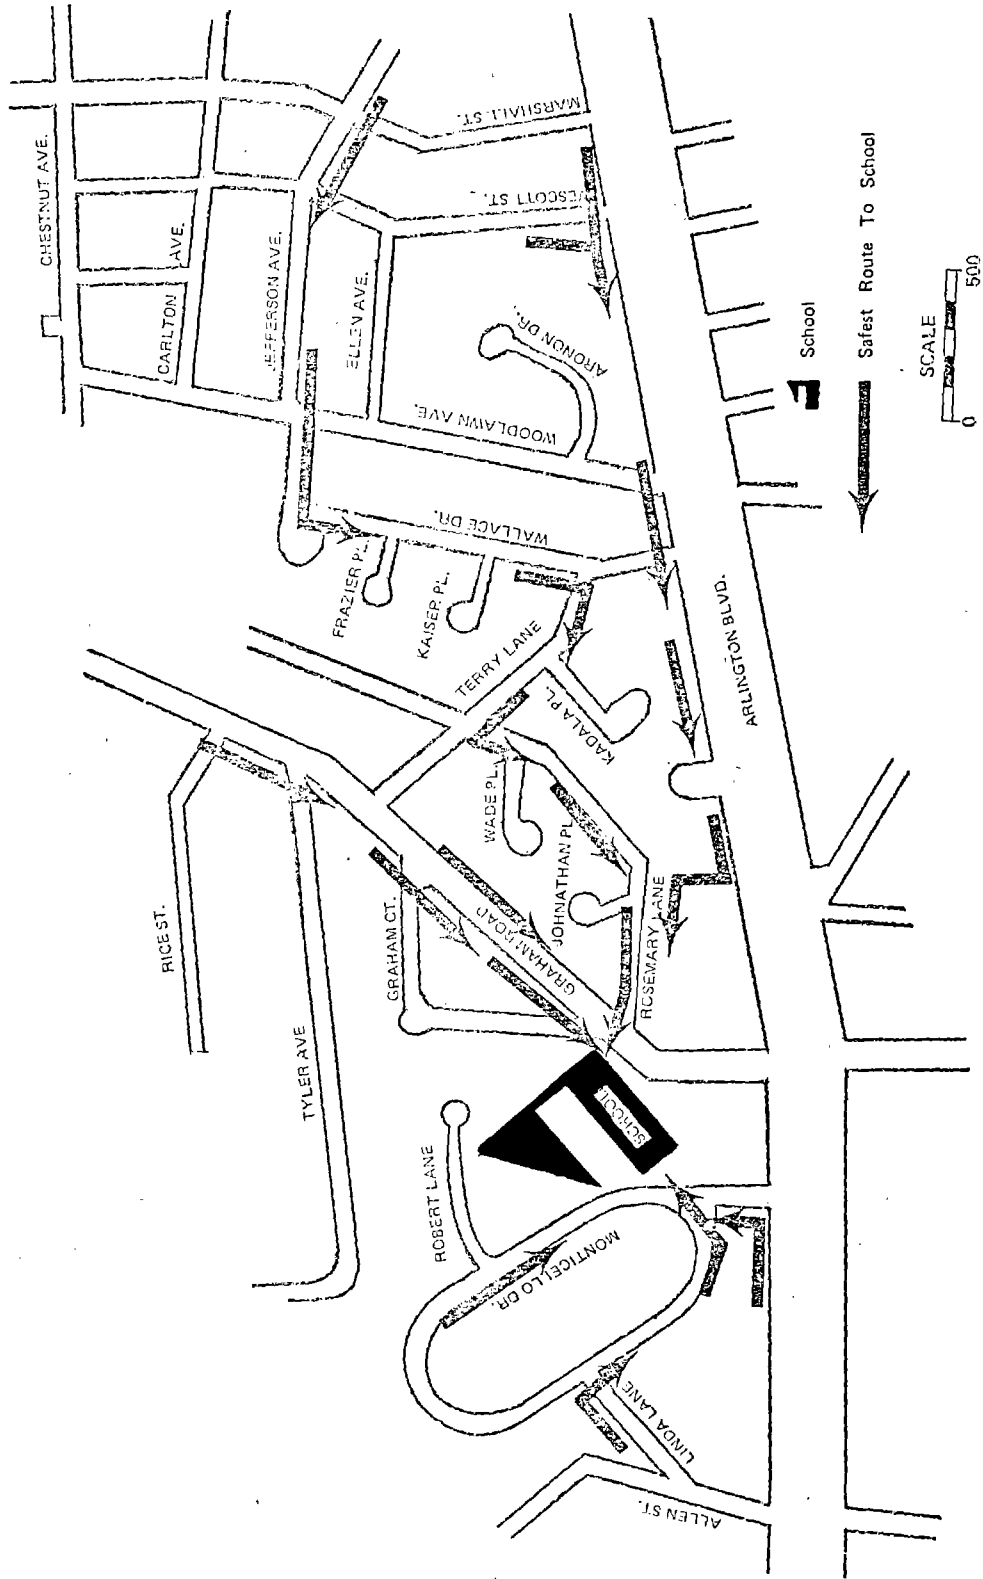 CHESTNUT AVE.
CARLTON AVE.
JEFFERSON AVE.
ELLEN AVE.
MARSHALL ST.
ESCOTT ST.
ARONON DR.
WOODLAWN AVE.
WALLACE DR.
FRAZIER PL.
KAISER PL.
TERRY LANE
KADALA PL.
WADE PL.
JOHNATHAN PL.
ROSEMARY LANE
GRAHAM ROAD
GRAHAM CT.
RICE ST.
TYLER AVE
ROBERT LANE
MONTICELLO DR.
LINDA LANE
ALLEN ST.
ARLINGTON BLVD.
SCHOOL
School
Safest Route To School
SCALE
0 500